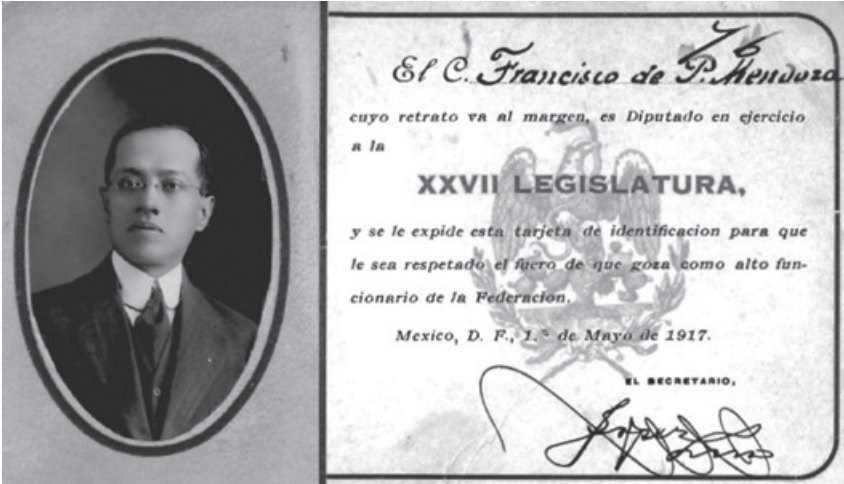 76
El C. Francisco de P. Mendoza
cuyo retrato va al margen, es Diputado en ejercicio
a la
XXVII LEGISLATURA,
y se le expide esta tarjeta de identificacion para que
le sea respetado el fuero de que goza como alto fun-
cionario de la Federacion.
Mexico, D. F., 1.º de Mayo de 1917.
EL SECRETARIO,